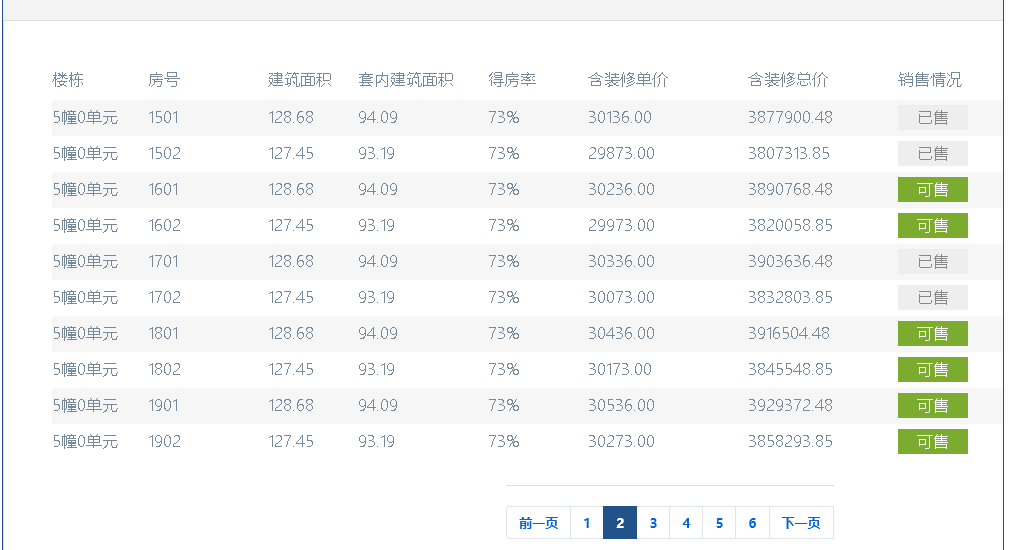 楼栋 房号 建筑面积 套内建筑面积 得房率 含装修单价 含装修总价 销售情况
5幢0单元 1501 128.68 94.09 73% 30136.00 3877900.48 已售
5幢0单元 1502 127.45 93.19 73% 29873.00 3807313.85 已售
5幢0单元 1601 128.68 94.09 73% 30236.00 3890768.48 可售
5幢0单元 1602 127.45 93.19 73% 29973.00 3820058.85 可售
5幢0单元 1701 128.68 94.09 73% 30336.00 3903636.48 已售
5幢0单元 1702 127.45 93.19 73% 30073.00 3832803.85 已售
5幢0单元 1801 128.68 94.09 73% 30436.00 3916504.48 可售
5幢0单元 1802 127.45 93.19 73% 30173.00 3845548.85 可售
5幢0单元 1901 128.68 94.09 73% 30536.00 3929372.48 可售
5幢0单元 1902 127.45 93.19 73% 30273.00 3858293.85 可售
前一页 1 2 3 4 5 6 下一页